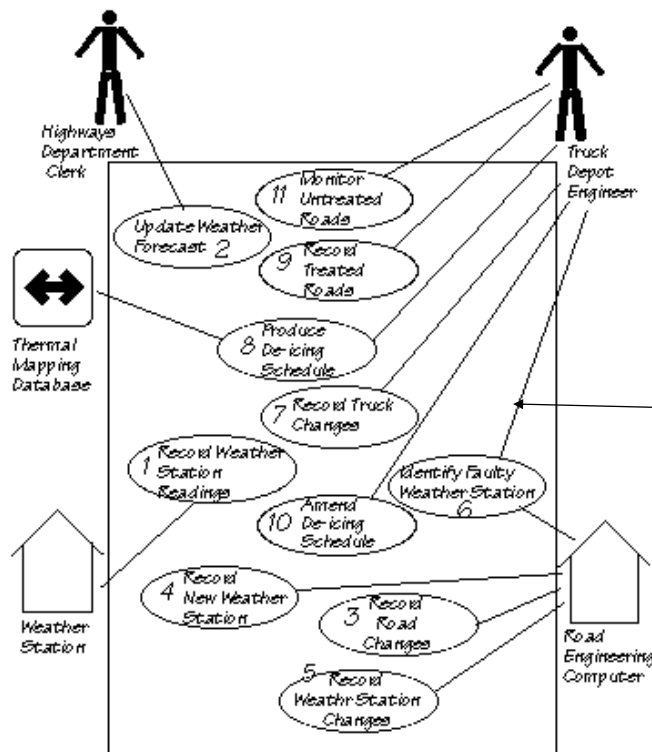 Highways
Department
Clerk
Truck
Depot
Engineer
11 Monitor
Untreated
Roads
Update Weather
Forecast 2
9 Record
Treated
Roads
Thermal
Mapping
Database
8 Produce
De-icing
Schedule
7 Record Truck
Changes
1 Record Weather
Station
Readings
Identify Faulty
Weather Station
6
10 Amend
De-icing
Schedule
4 Record
New Weather
Station
Weather
Station
3 Record
Road
Changes
Road
Engineering
Computer
5 Record
Weathr Station
Changes